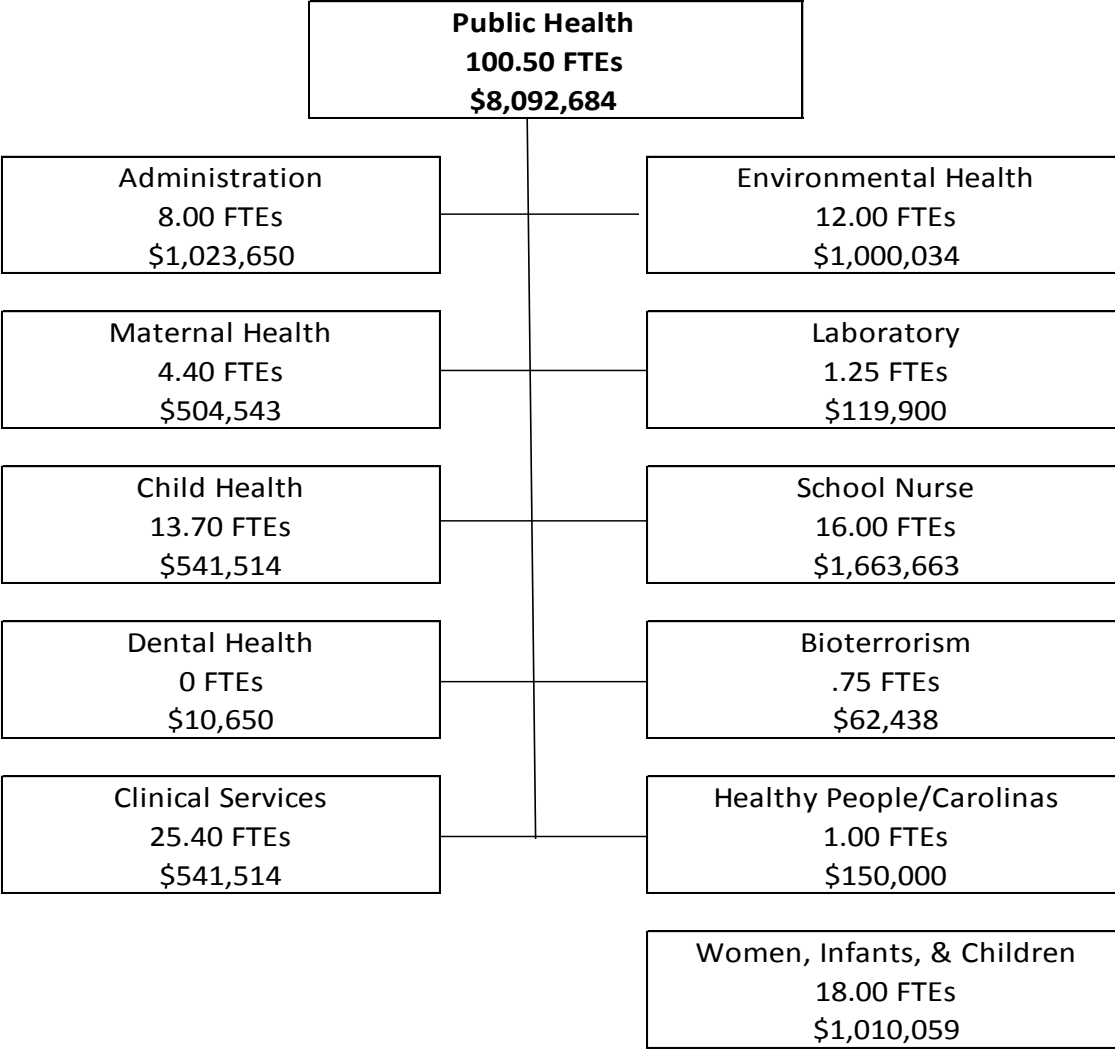 Public Health
100.50 FTEs
$8,092,684
Administration
8.00 FTEs
$1,023,650
Environmental Health
12.00 FTEs
$1,000,034
Maternal Health
4.40 FTEs
$504,543
Laboratory
1.25 FTEs
$119,900
Child Health
13.70 FTEs
$541,514
School Nurse
16.00 FTEs
$1,663,663
Dental Health
0 FTEs
$10,650
Bioterrorism
.75 FTEs
$62,438
Clinical Services
25.40 FTEs
$541,514
Healthy People/Carolinas
1.00 FTEs
$150,000
Women, Infants, & Children
18.00 FTEs
$1,010,059